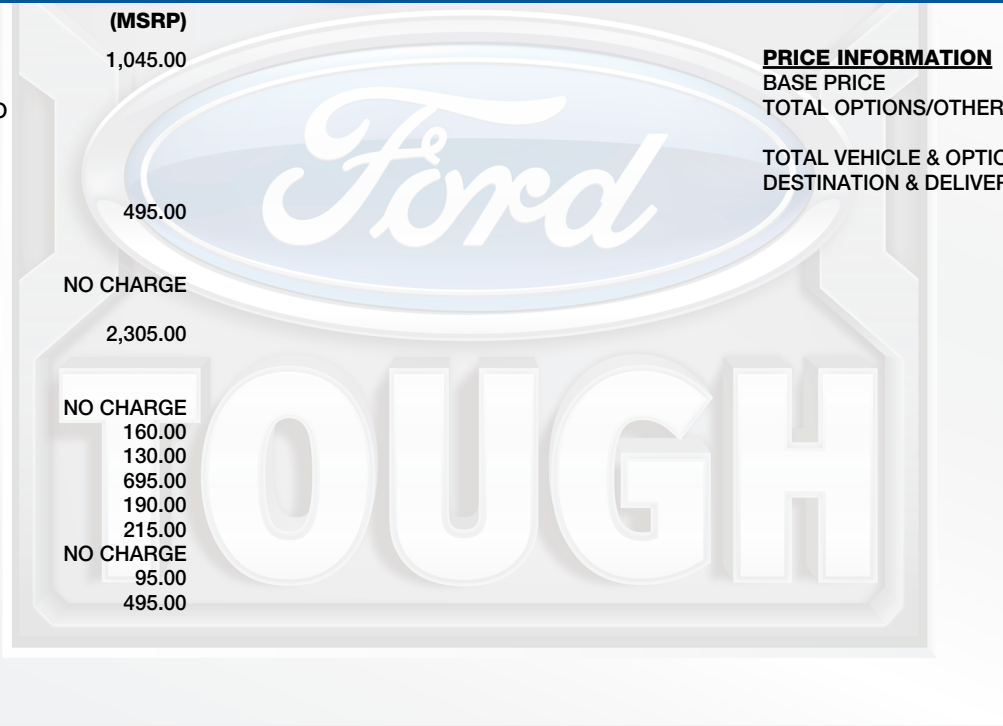 (MSRP)
1,045.00
495.00
NO CHARGE
2,305.00
NO CHARGE
160.00
130.00
695.00
190.00
215.00
NO CHARGE
95.00
495.00
PRICE INFORMATION
BASE PRICE
TOTAL OPTIONS/OTHER
TOTAL VEHICLE & OPTIO
DESTINATION & DELIVER
Ford
TOUGH